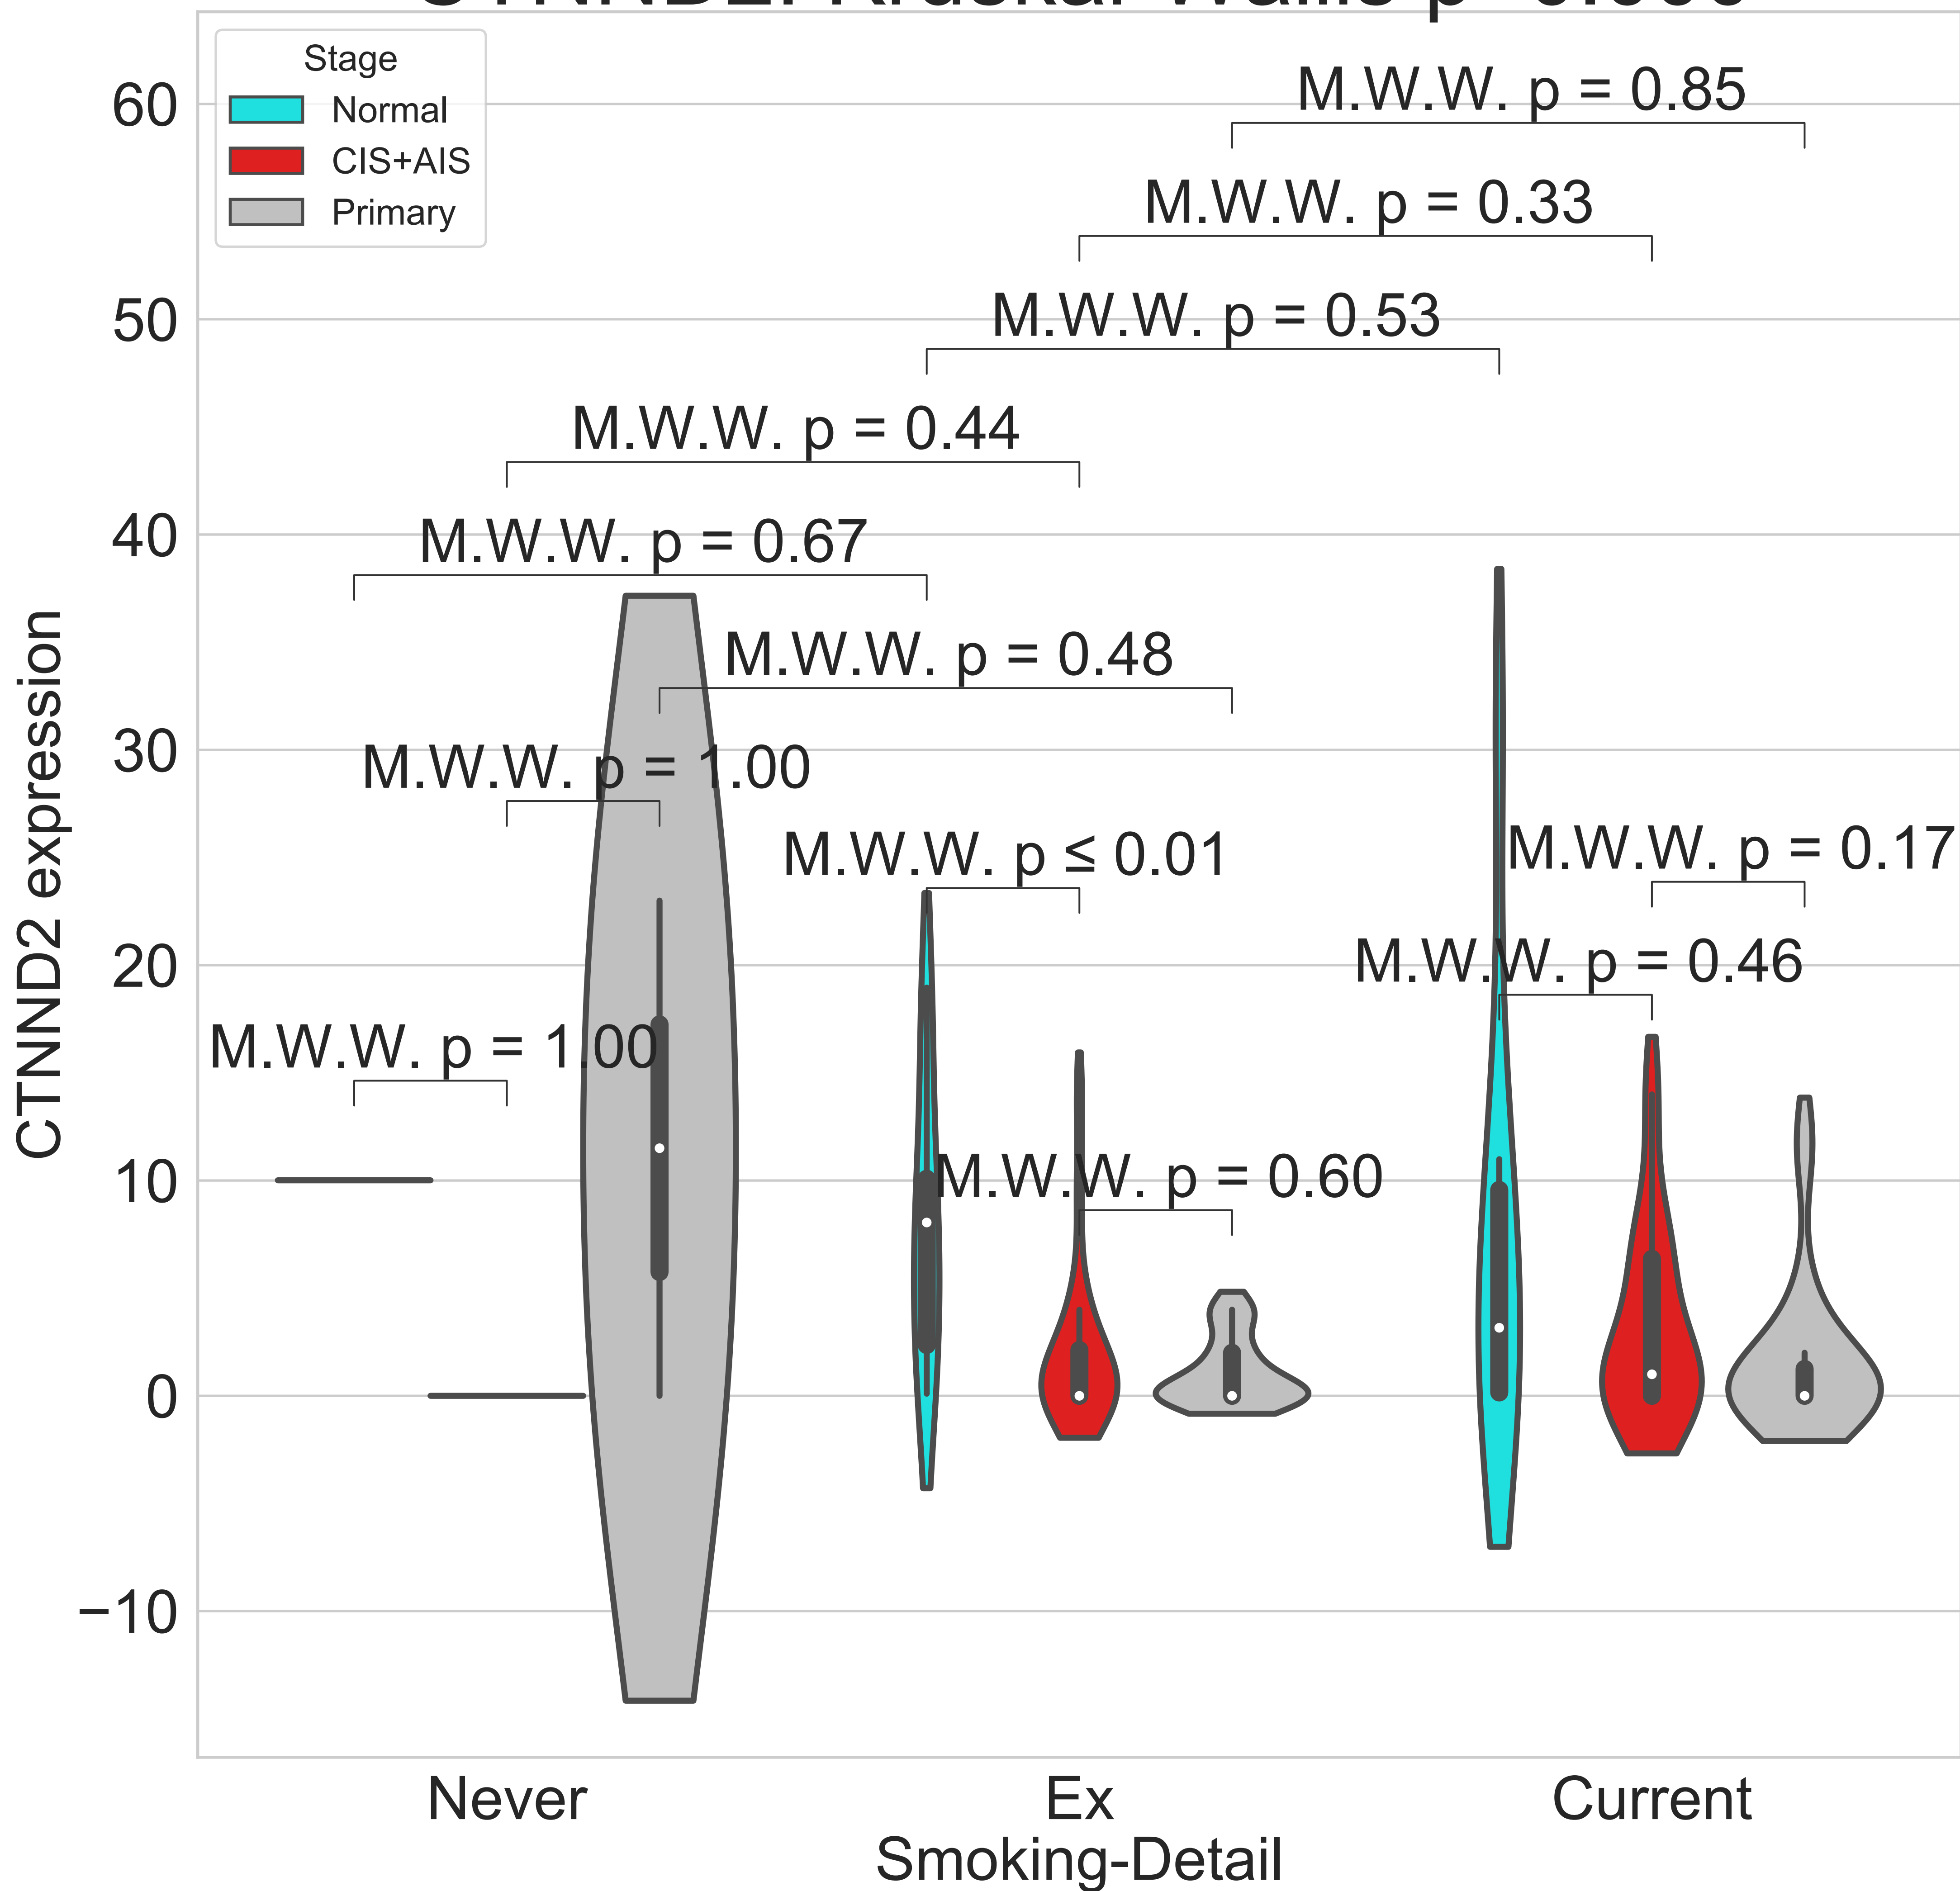 Stage
Normal
CIS+AIS
Primary
M.W.W. p = 0.85
M.W.W. p = 0.33
M.W.W. p = 0.53
M.W.W. p = 0.44
M.W.W. p = 0.67
M.W.W. p = 0.48
M.W.W. p = 1.00
M.W.W. p ≤ 0.01
M.W.W. p = 0.17
M.W.W. p = 0.46
M.W.W. p = 1.00
M.W.W. p = 0.60
60
50
40
30
20
10
0
−10
CTNND2 expression
Never
Ex
Current
Smoking-Detail